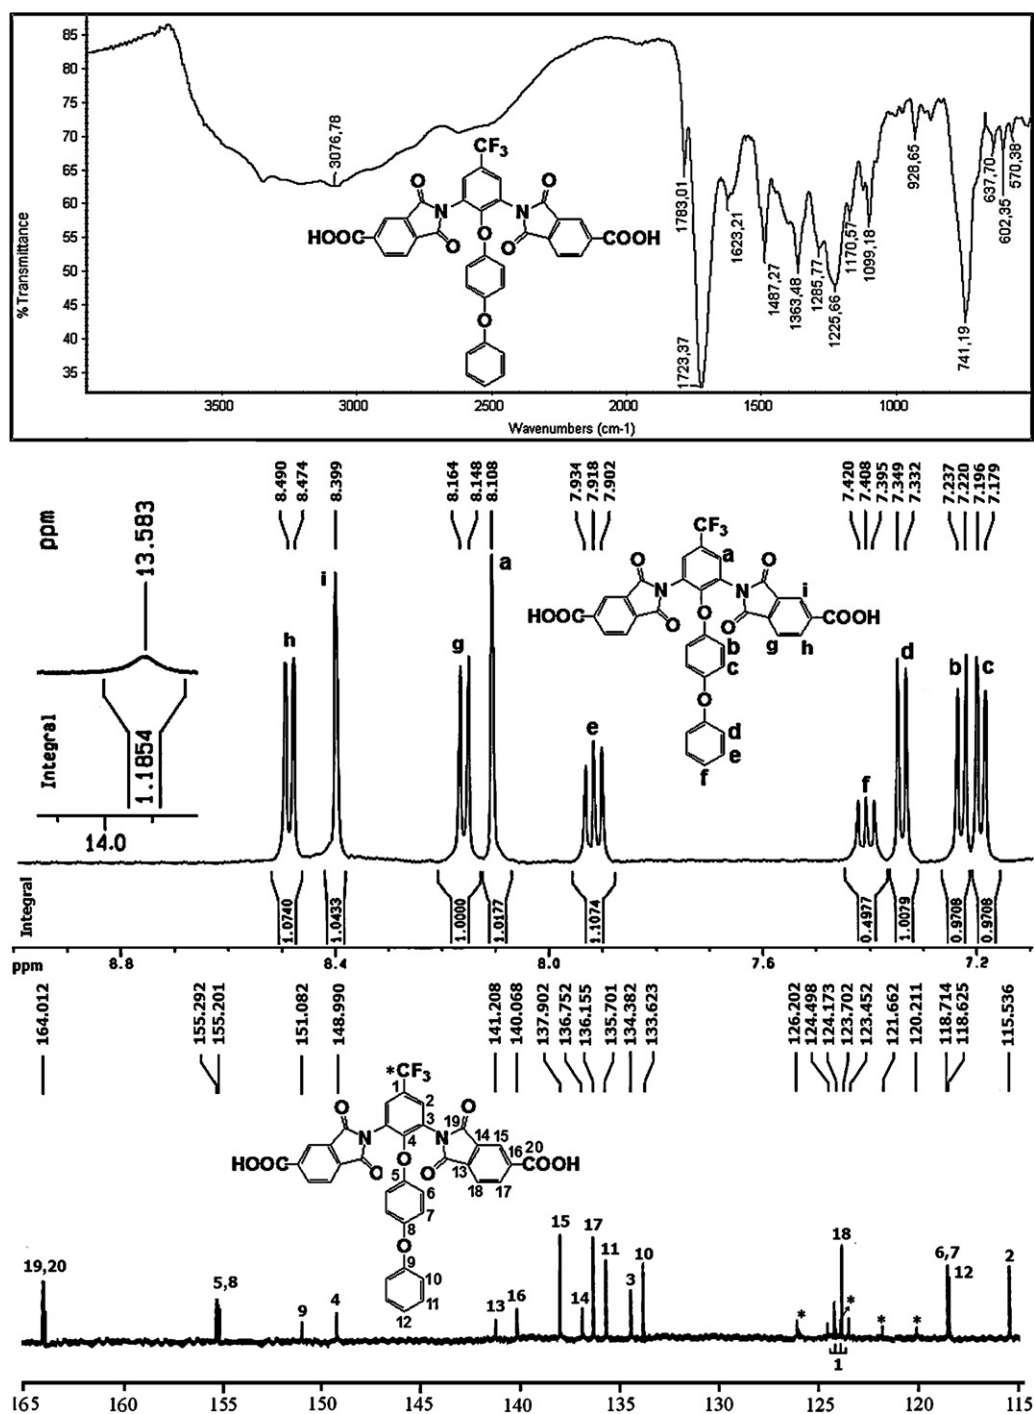 85
80
75
70
65
60
55
50
45
40
35
% Transmittance
3076,78
1783,01
1723,37
1623,21
1487,27
1363,48
1285,77
1225,66
1170,57
1099,18
928,65
741,19
637,70
602,35
570,38
CF3
O O O O
N N
HOOC COOH
O O O
O
3500 3000 2500 2000 1500 1000
Wavenumbers (cm-1)
8.490
8.474
8.399
8.164
8.148
8.108
7.934
7.918
7.902
7.420
7.408
7.395
7.349
7.332
7.237
7.220
7.196
7.179
ppm
13.583
Integral
1.1854
14.0
h i g a e f d b c
CF3
a
O O O O
N N i
HOOC COOH
O O O g h
b
c
O
d
e
f
Integral
1.0740
1.0433
1.0000
1.0177
1.1074
0.4977
1.0079
0.9708
0.9708
ppm 8.8 8.4 8.0 7.6 7.2
164.012
155.292
155.201
151.082
148.990
141.208
140.068
137.902
136.752
136.155
135.701
134.382
133.623
126.202
124.498
124.173
123.702
123.452
121.662
120.211
118.714
118.625
115.536
*CF3
1 2 3 4
O O O 19 O
N N 14 15
HOOC 16 20 COOH
O O O 13 18 17
5 6
7
8
O
9 10
11
12
19,20 5,8 9 4 13 16 15 14 17 11 3 10 * 18 * * * 6,7 12 2
1
165 160 155 150 145 140 135 130 125 120 115